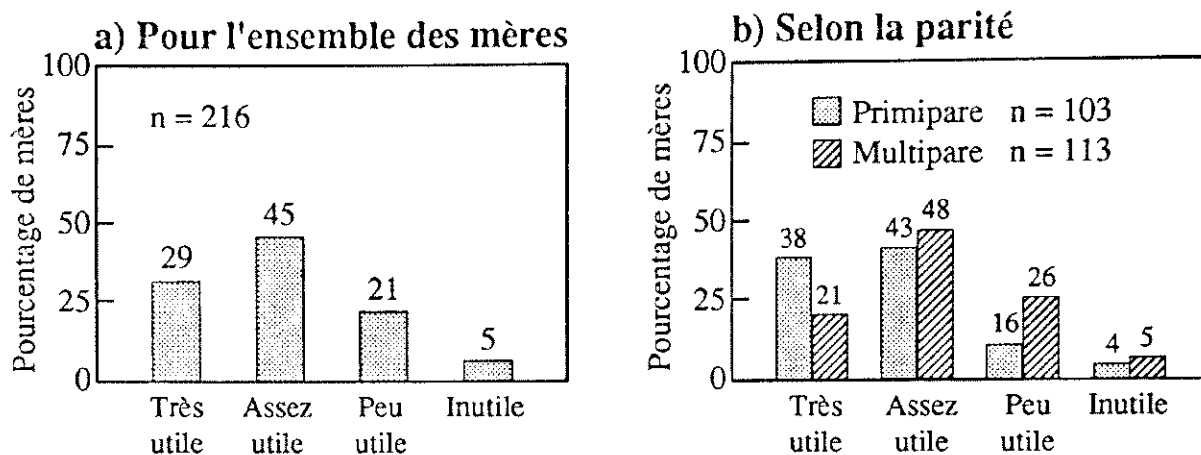 a) Pour l'ensemble des mères
100
75
50
25
0
Pourcentage de mères
n = 216
29
45
21
5
Très utile
Assez utile
Peu utile
Inutile
b) Selon la parité
100
75
50
25
0
Pourcentage de mères
Primipare n = 103
Multipare n = 113
38
21
43
48
16
26
4
5
Très utile
Assez utile
Peu utile
Inutile